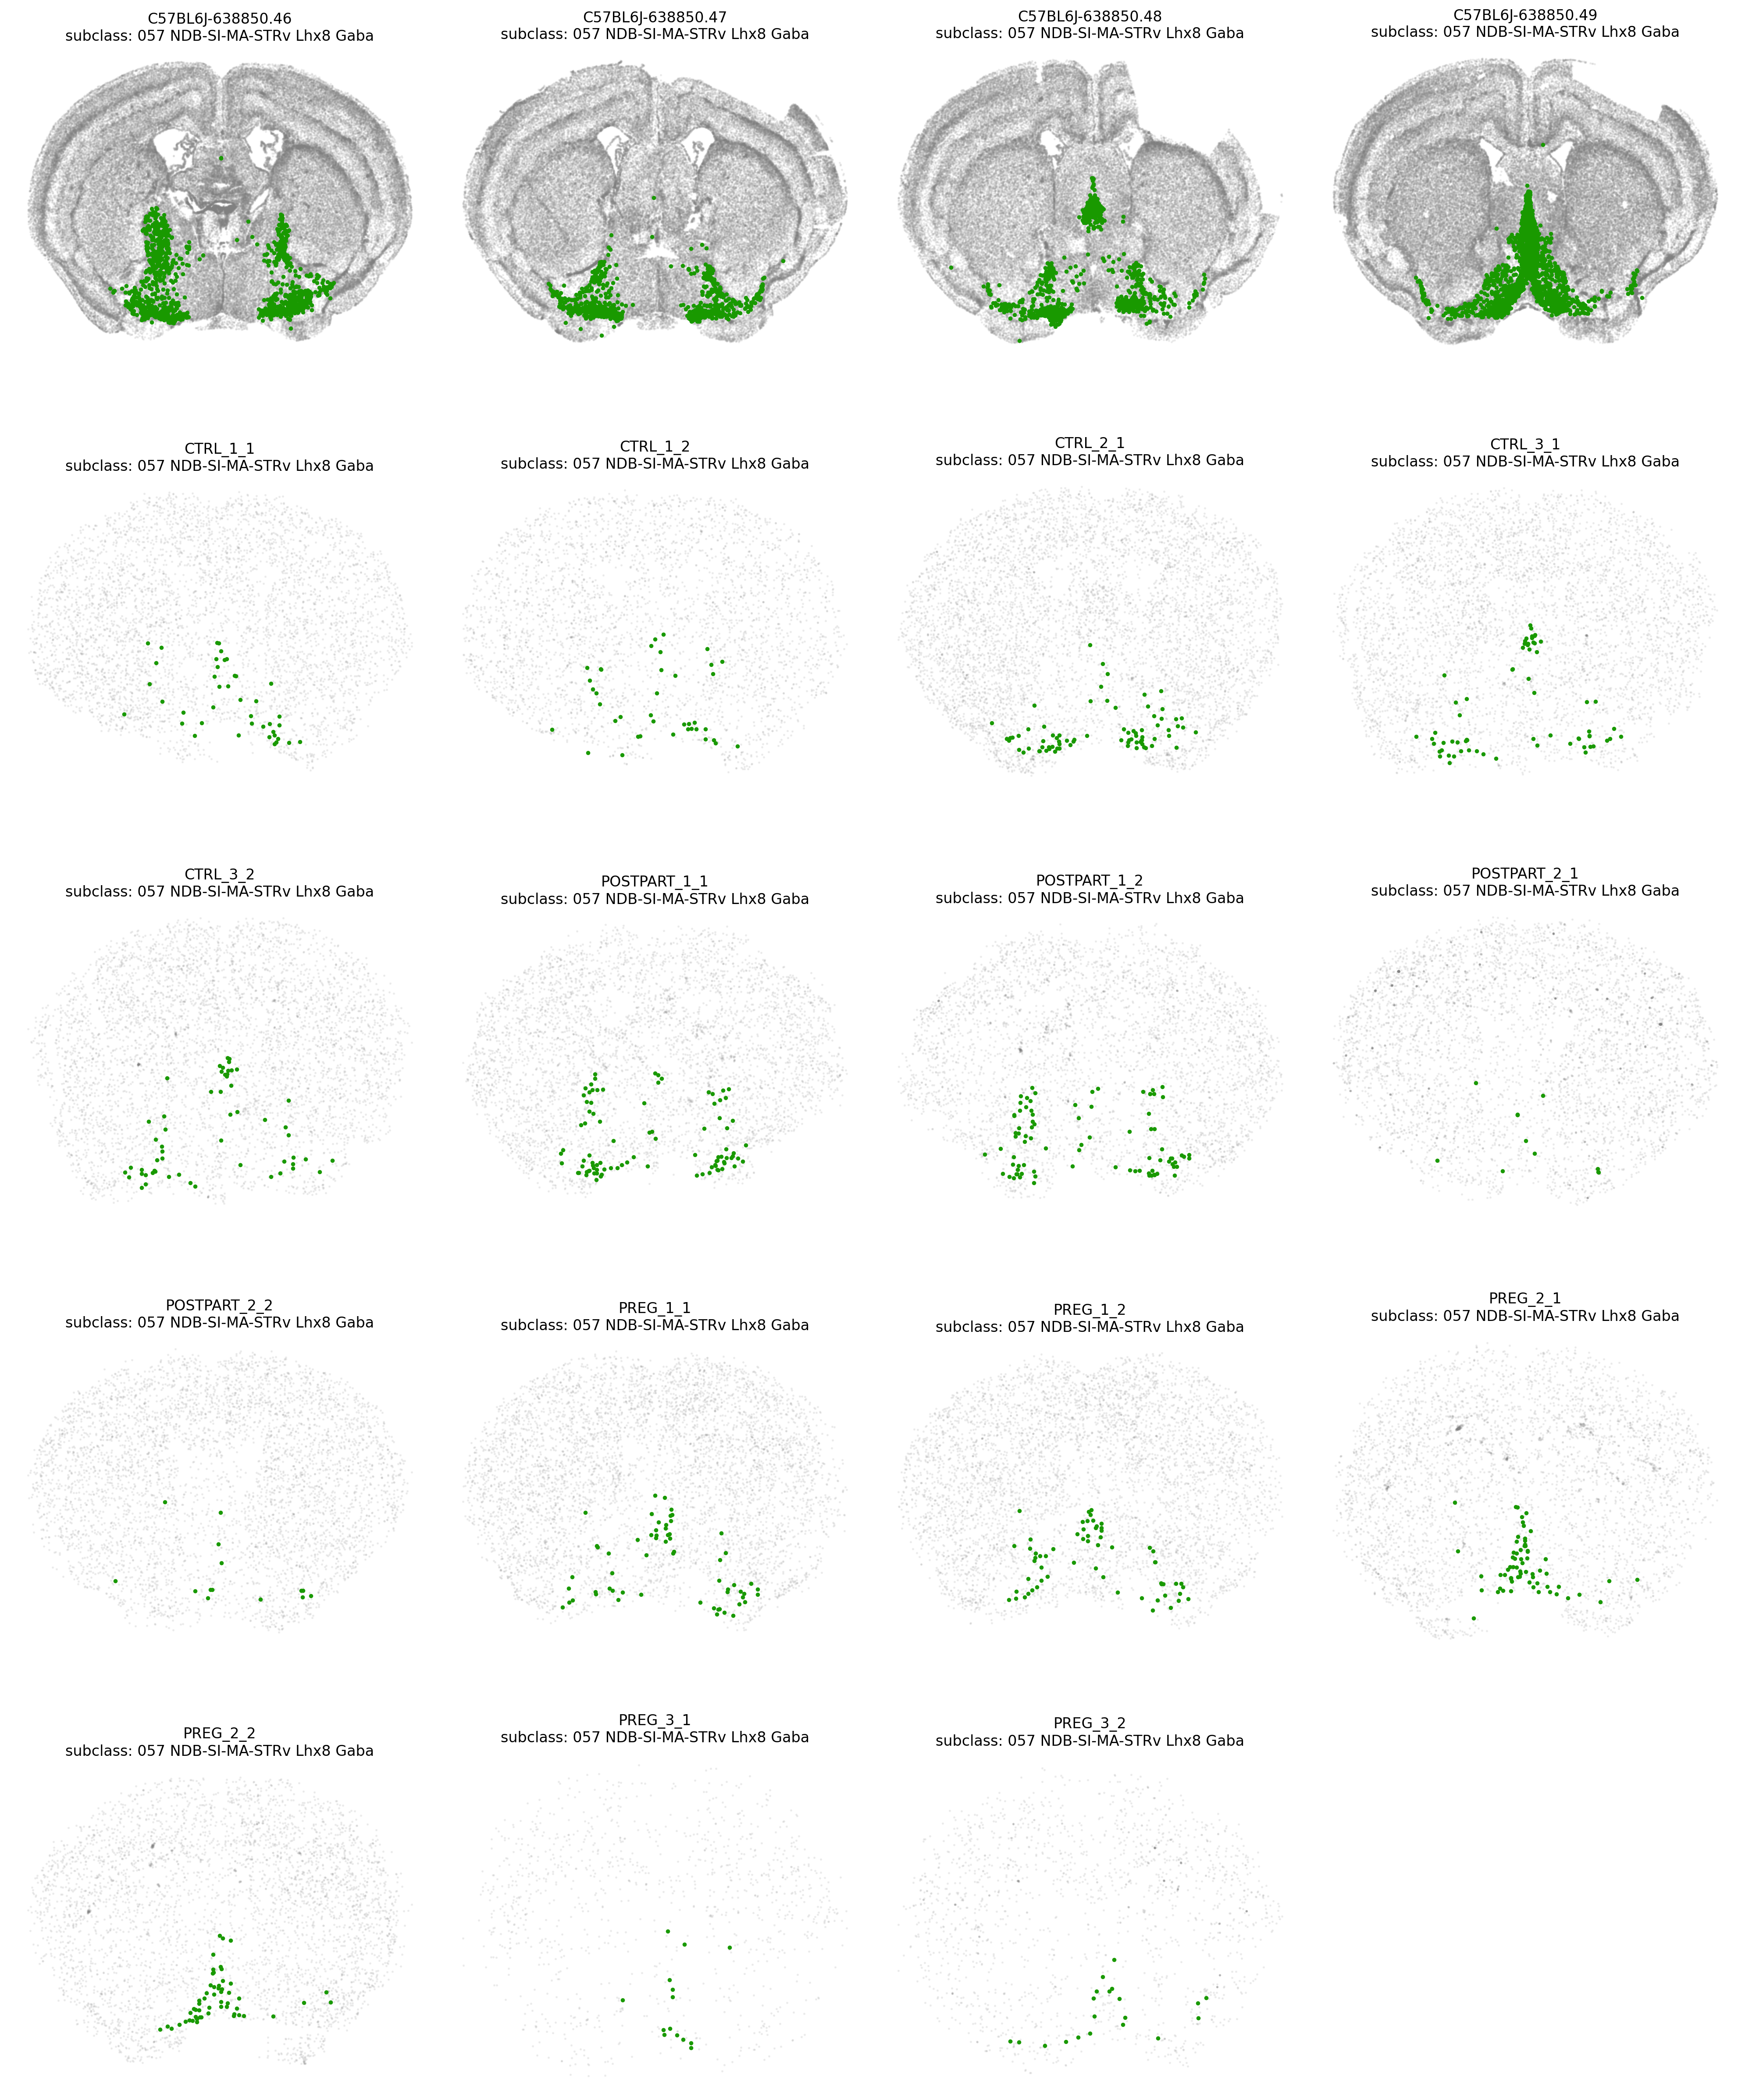 C57BL6J-638850.46
subclass: 057 NDB-SI-MA-STRv Lhx8 Gaba
C57BL6J-638850.47
subclass: 057 NDB-SI-MA-STRv Lhx8 Gaba
C57BL6J-638850.48
subclass: 057 NDB-SI-MA-STRv Lhx8 Gaba
C57BL6J-638850.49
subclass: 057 NDB-SI-MA-STRv Lhx8 Gaba
CTRL_1_1
subclass: 057 NDB-SI-MA-STRv Lhx8 Gaba
CTRL_1_2
subclass: 057 NDB-SI-MA-STRv Lhx8 Gaba
CTRL_2_1
subclass: 057 NDB-SI-MA-STRv Lhx8 Gaba
CTRL_3_1
subclass: 057 NDB-SI-MA-STRv Lhx8 Gaba
CTRL_3_2
subclass: 057 NDB-SI-MA-STRv Lhx8 Gaba
POSTPART_1_1
subclass: 057 NDB-SI-MA-STRv Lhx8 Gaba
POSTPART_1_2
subclass: 057 NDB-SI-MA-STRv Lhx8 Gaba
POSTPART_2_1
subclass: 057 NDB-SI-MA-STRv Lhx8 Gaba
POSTPART_2_2
subclass: 057 NDB-SI-MA-STRv Lhx8 Gaba
PREG_1_1
subclass: 057 NDB-SI-MA-STRv Lhx8 Gaba
PREG_1_2
subclass: 057 NDB-SI-MA-STRv Lhx8 Gaba
PREG_2_1
subclass: 057 NDB-SI-MA-STRv Lhx8 Gaba
PREG_2_2
subclass: 057 NDB-SI-MA-STRv Lhx8 Gaba
PREG_3_1
subclass: 057 NDB-SI-MA-STRv Lhx8 Gaba
PREG_3_2
subclass: 057 NDB-SI-MA-STRv Lhx8 Gaba